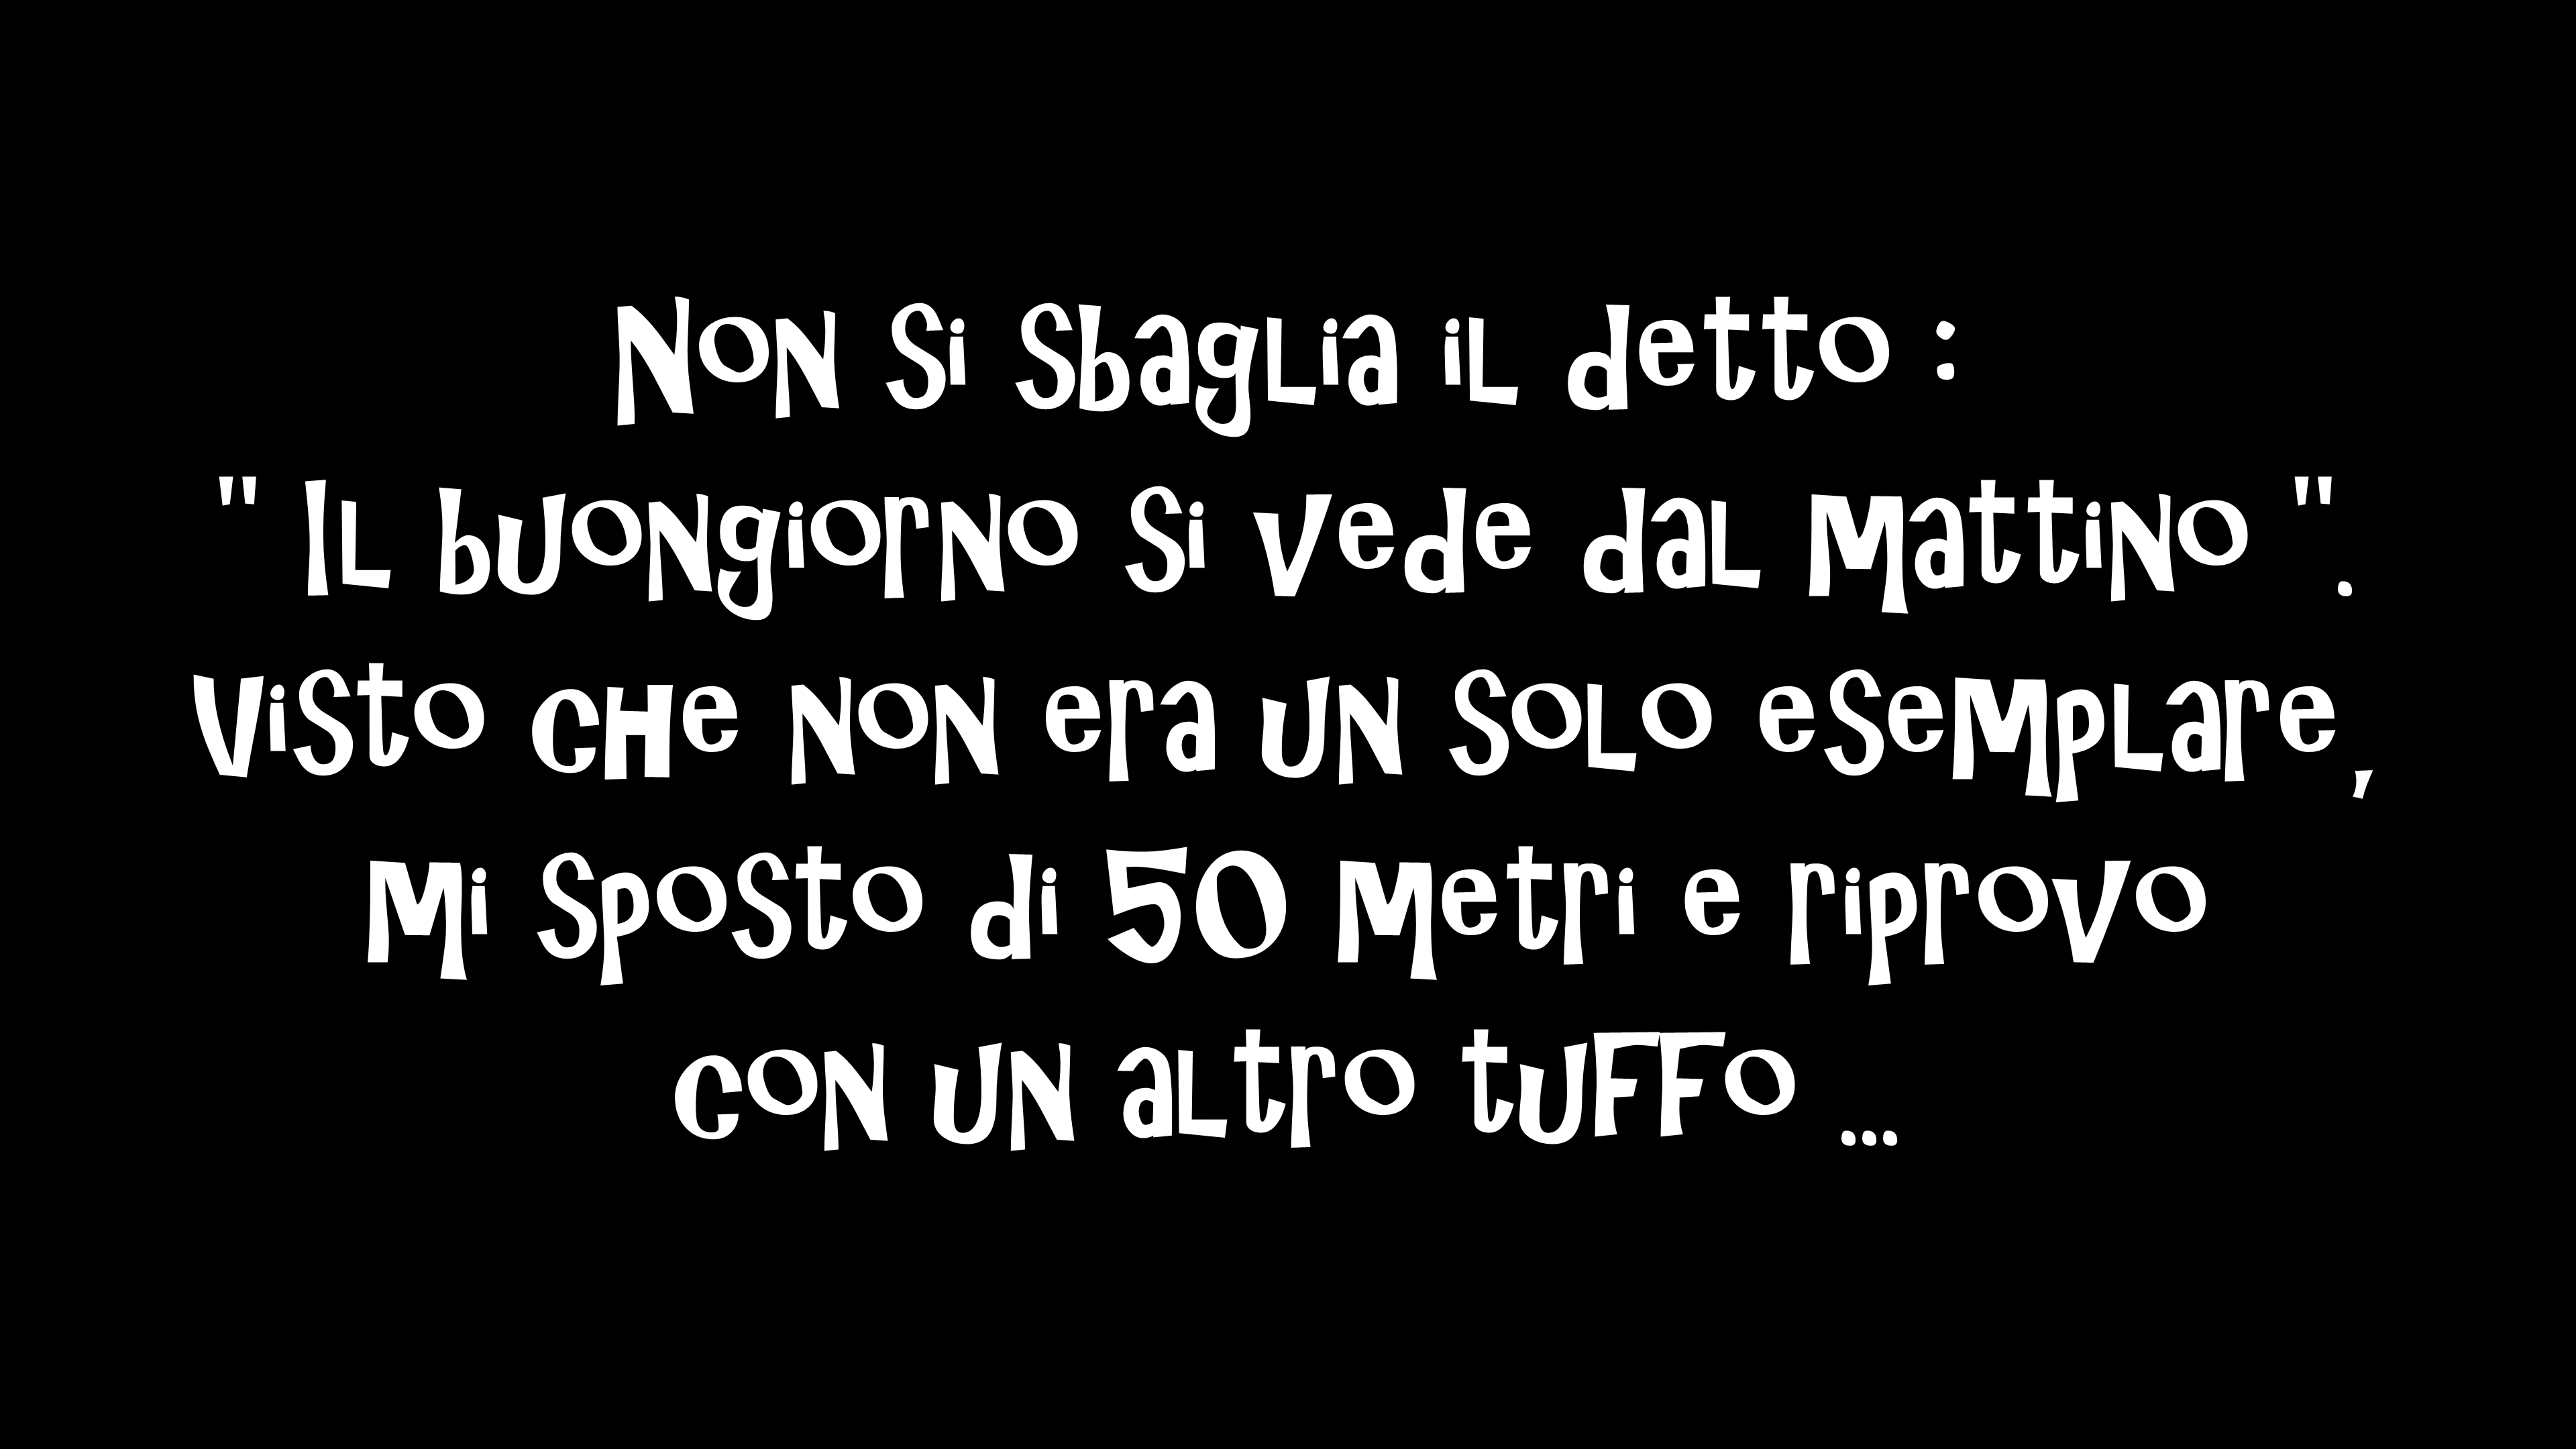 Non si sbaglia il detto :
" Il buongiorno si vede dal mattino ".
Visto che non era un solo esemplare,
mi sposto di 50 metri e riprovo
con un altro tuffo ...